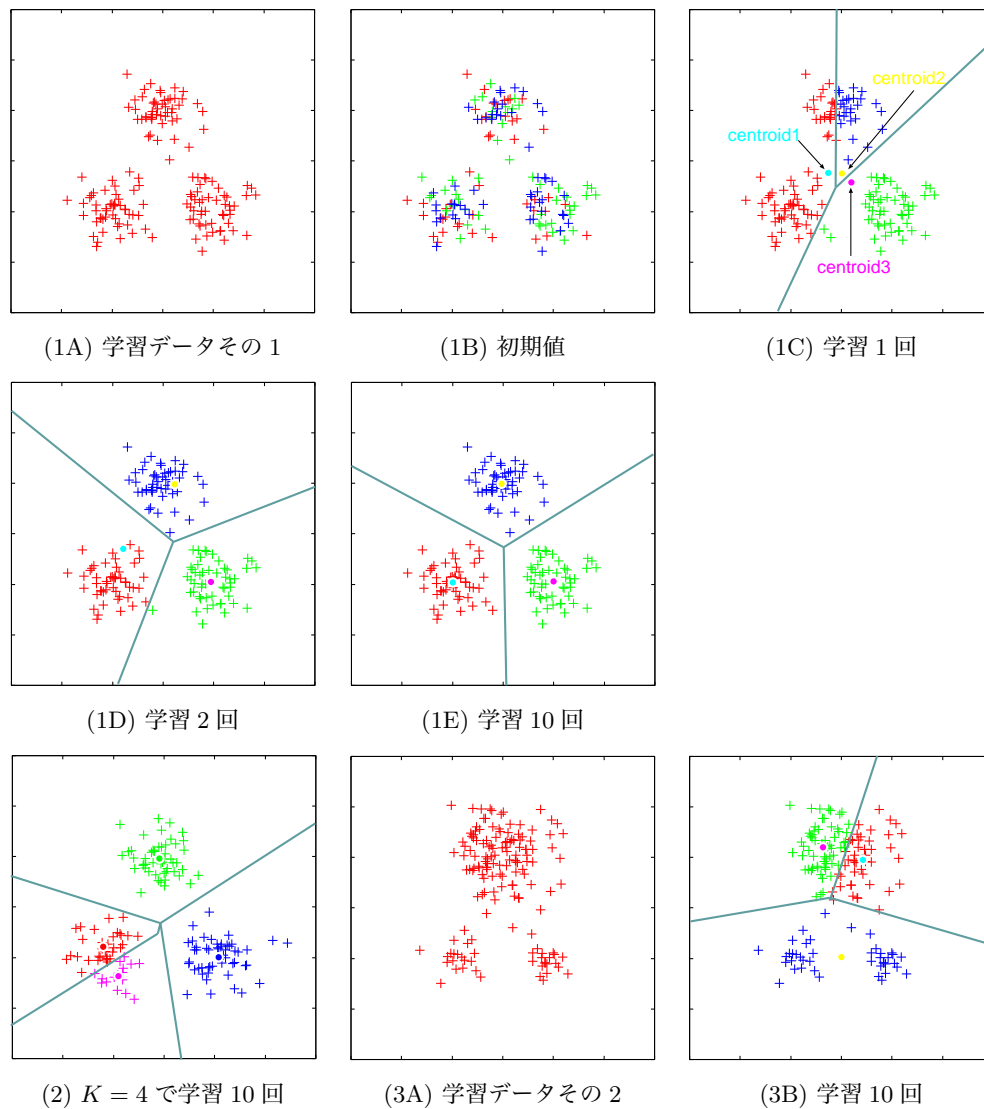 centroid2
centroid1
centroid3
(1A) 学習データその 1
(1B) 初期値
(1C) 学習 1 回
(1D) 学習 2 回
(1E) 学習 10 回
(2) K = 4 で学習 10 回
(3A) 学習データその 2
(3B) 学習 10 回